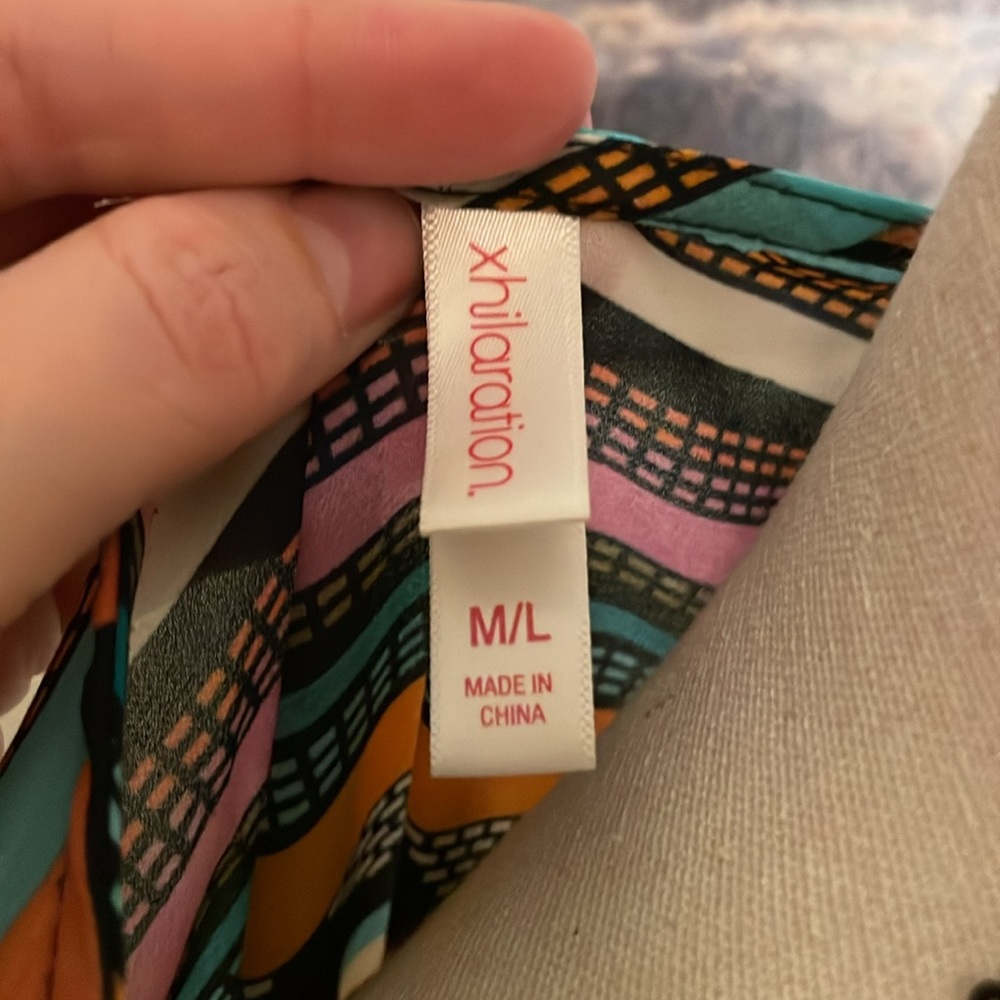 xhilaration.
M/L
MADE IN
CHINA